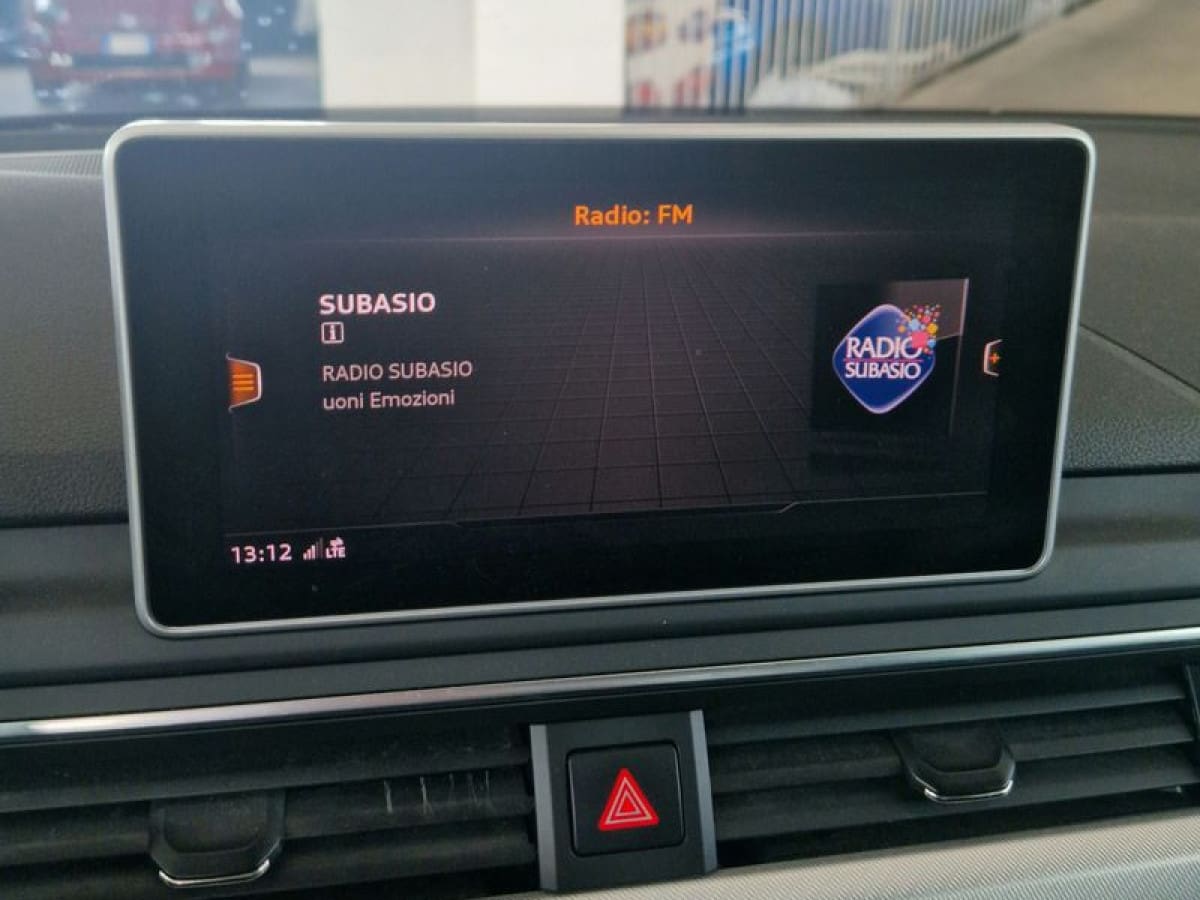 Radio: FM
SUBASIO
i
RADIO SUBASIO
uoni Emozioni
RADIO
SUBASIO
13:12 LTE